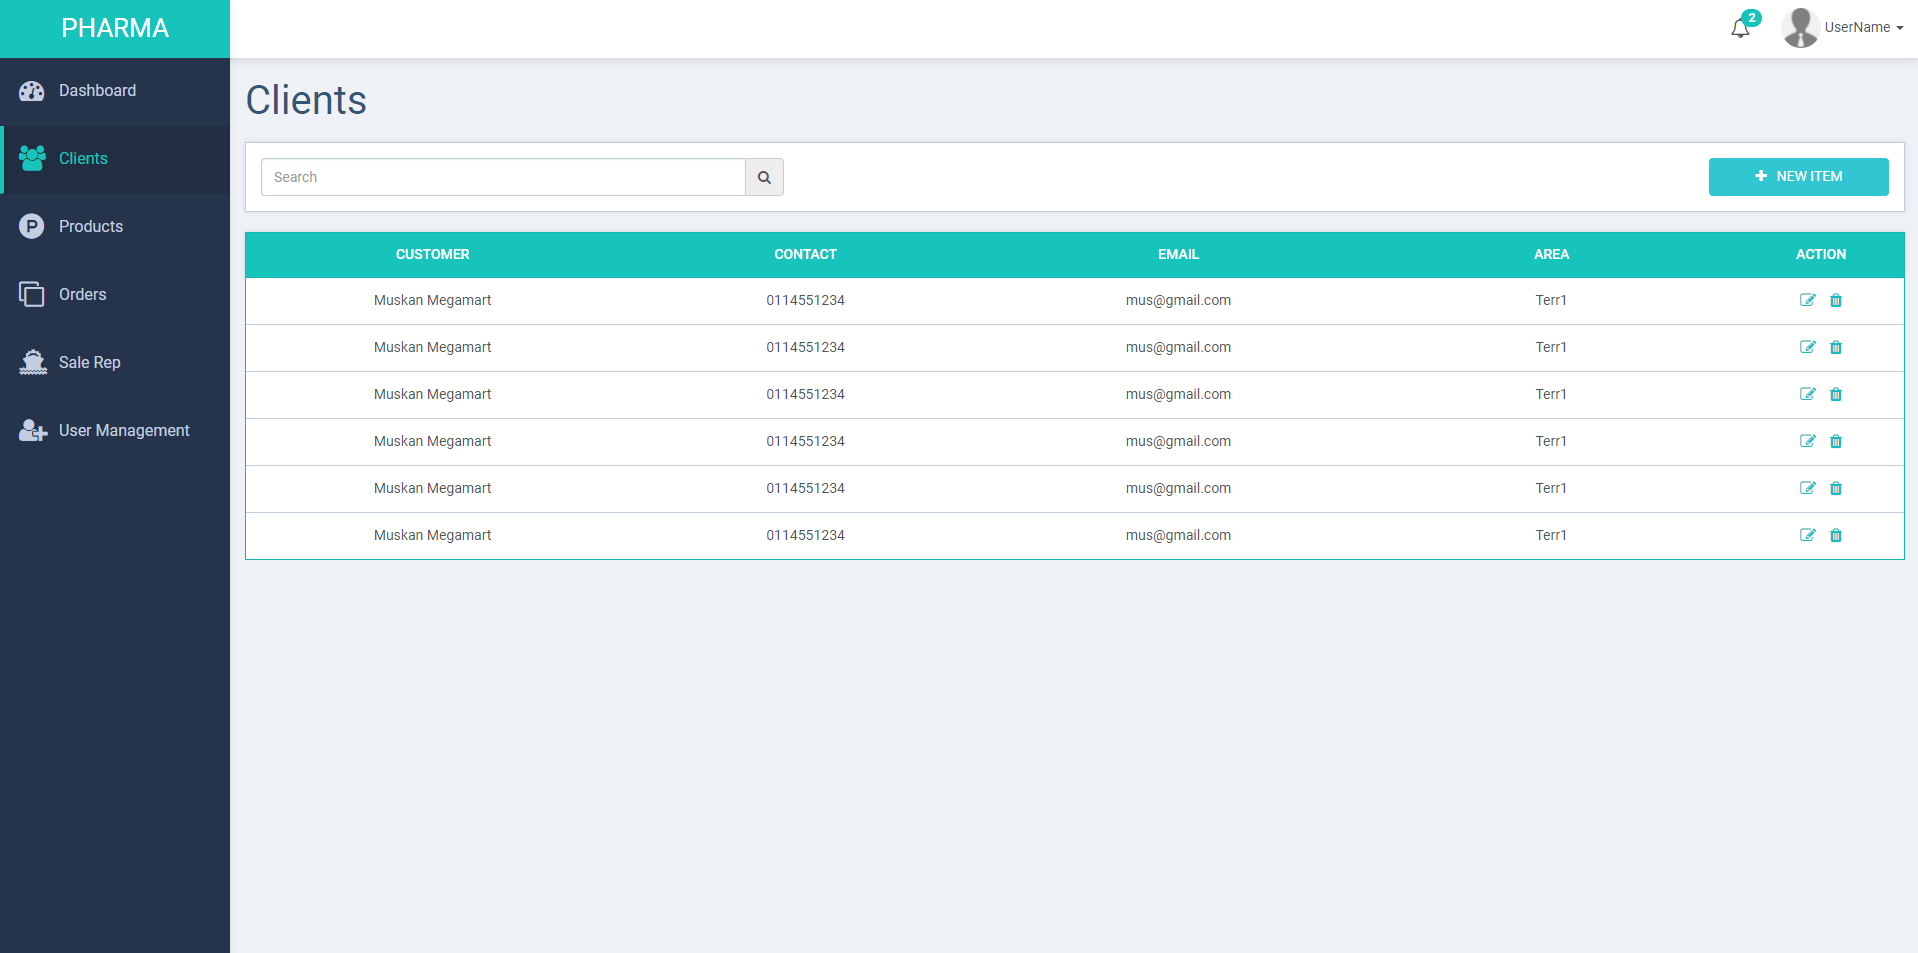 PHARMA
2
UserName
Dashboard
Clients
Products
Orders
Sale Rep
User Management
Clients
Search
NEW ITEM
CUSTOMER CONTACT EMAIL AREA ACTION
Muskan Megamart 0114551234 mus@gmail.com Terr1
Muskan Megamart 0114551234 mus@gmail.com Terr1
Muskan Megamart 0114551234 mus@gmail.com Terr1
Muskan Megamart 0114551234 mus@gmail.com Terr1
Muskan Megamart 0114551234 mus@gmail.com Terr1
Muskan Megamart 0114551234 mus@gmail.com Terr1